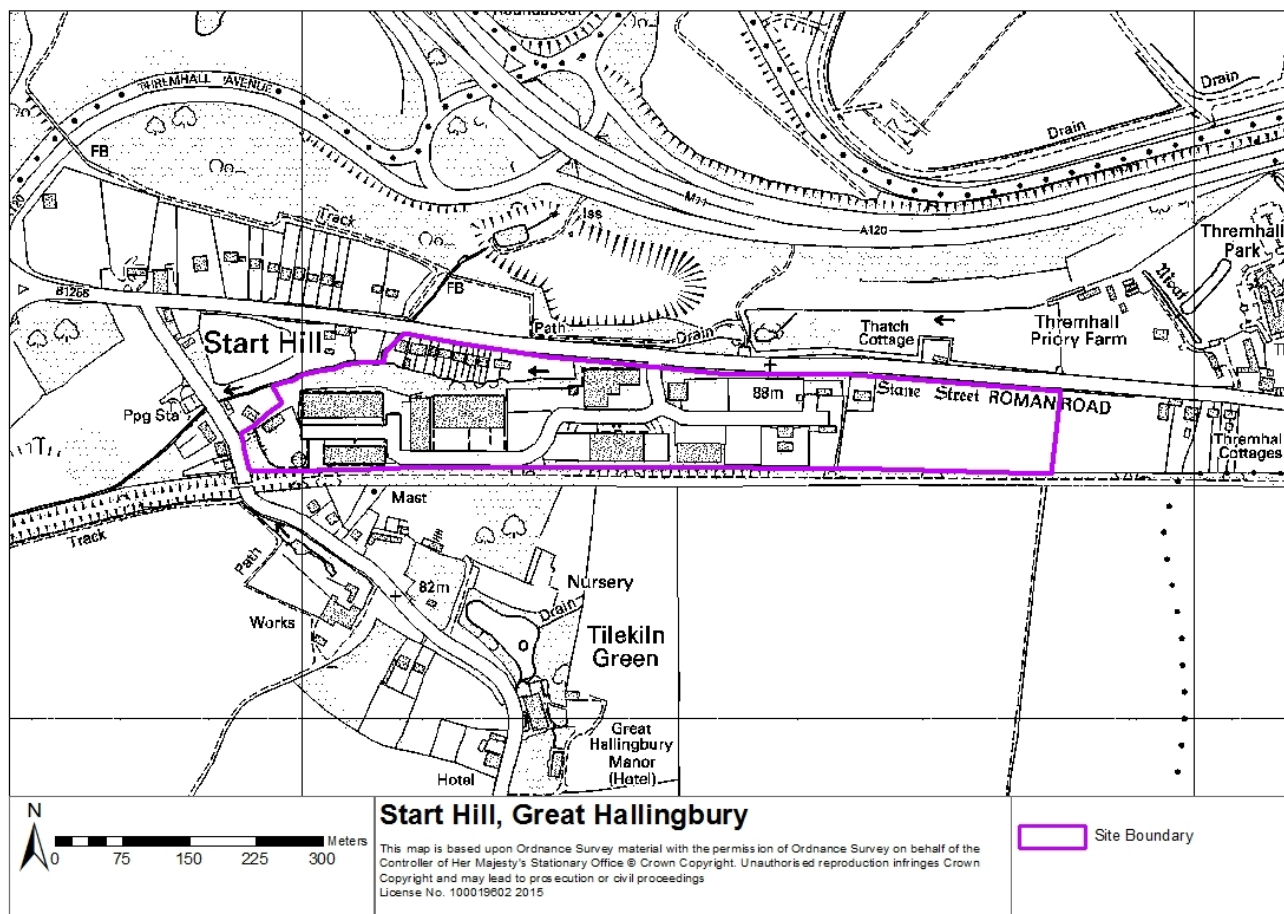 Roundabout
THREMHALL AVENUE
Drain
Drain
FB
M11
A120
Track
Iss
Thremhall
Park
Moat
FB
B1256
Path
Drain
Thatch
Cottage
Thremhall
Priory Farm
Start Hill
88m
Stane Street ROMAN ROAD
Ppg Sta
Thremhall
Cottages
Mast
Track
Path
82m
Nursery
Drain
Works
Tilekiln
Green
Great
Hallingbury
Manor
(Hotel)
Hotel
N
Meters
0 75 150 225 300
Start Hill, Great Hallingbury
This map is based upon Ordnance Survey material with the permission of Ordnance Survey on behalf of the
Controller of Her Majesty's Stationary Office © Crown Copyright. Unauthorised reproduction infringes Crown
Copyright and may lead to prosecution or civil proceedings
License No. 100019602 2015
Site Boundary